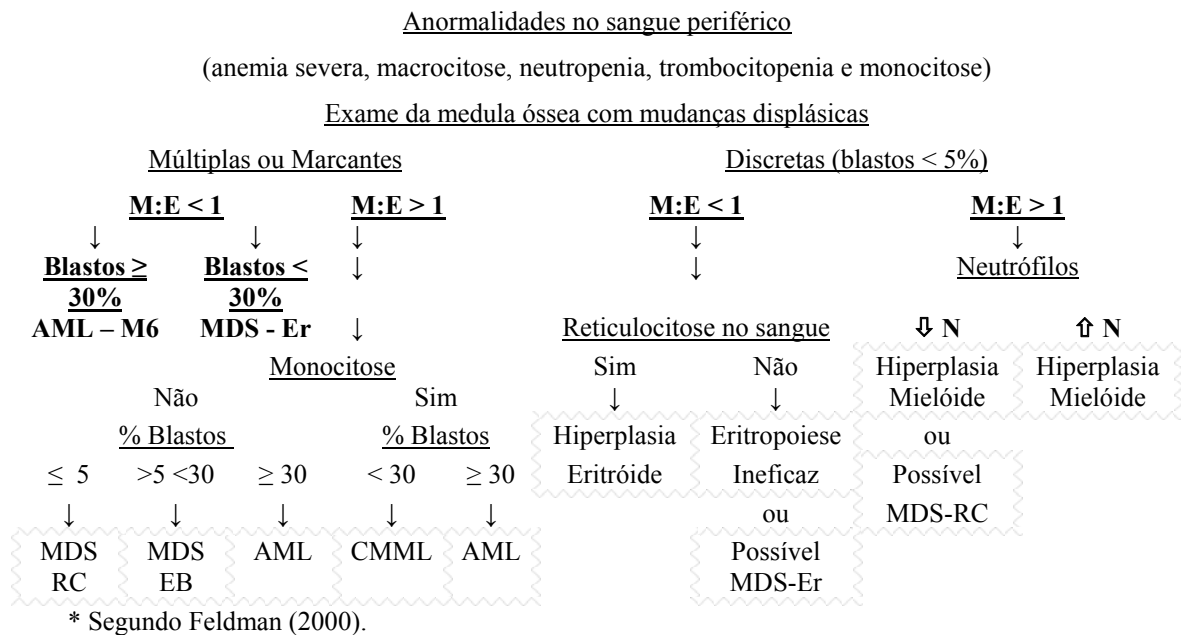 Anormalidades no sangue periférico
(anemia severa, macrocitose, neutropenia, trombocitopenia e monocitose)
Exame da medula óssea com mudanças displásicas
Múltiplas ou Marcantes Discretas (blastos < 5%)
M:E < 1 M:E > 1 M:E < 1 M:E > 1
↓ ↓ ↓ ↓ ↓
Blastos ≥ Blastos < ↓ ↓ Neutrófilos
30% 30%
AML – M6 MDS - Er ↓ Reticulocitose no sangue ⇩ N ⇧ N
Monocitose Sim Não Hiperplasia Hiperplasia
Não Sim ↓ ↓ Mielóide Mielóide
% Blastos % Blastos Hiperplasia Eritropoiese ou
≤ 5 >5 <30 ≥ 30 < 30 ≥ 30 Eritróide Ineficaz Possível
↓ ↓ ↓ ↓ ↓ ou MDS-RC
MDS MDS AML CMML AML Possível
RC EB MDS-Er
* Segundo Feldman (2000).